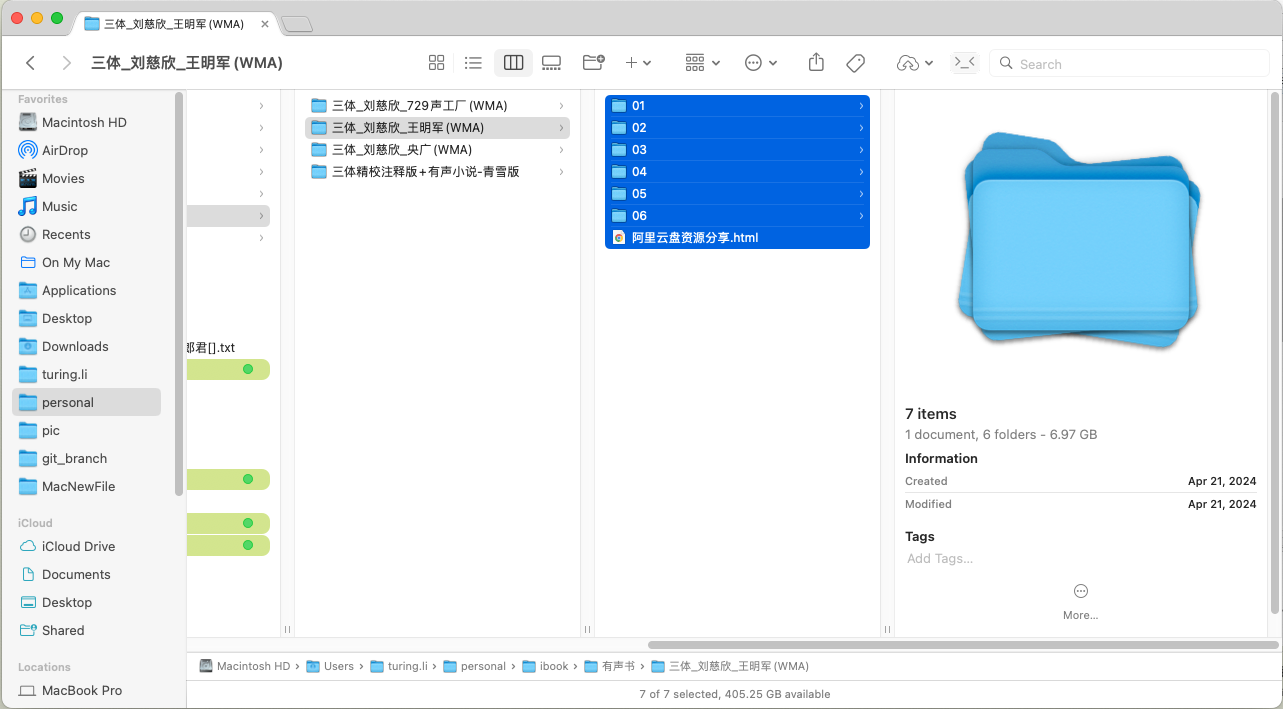 三体_刘慈欣_王明军 (WMA)
三体_刘慈欣_王明军 (WMA)
Search
Favorites
Macintosh HD
AirDrop
Movies
Music
Recents
On My Mac
Applications
Desktop
Downloads
turing.li
personal
pic
git_branch
MacNewFile
iCloud
iCloud Drive
Documents
Desktop
Shared
Locations
MacBook Pro
君[].txt
三体_刘慈欣_729声工厂 (WMA)
三体_刘慈欣_王明军 (WMA)
三体_刘慈欣_央广 (WMA)
三体精校注释版+有声小说-青雪版
01
02
03
04
05
06
阿里云盘资源分享.html
7 items
1 document, 6 folders - 6.97 GB
Information
Created Apr 21, 2024
Modified Apr 21, 2024
Tags
Add Tags...
More...
Macintosh HD › Users › turing.li › personal › ibook › 有声书 › 三体_刘慈欣_王明军 (WMA)
7 of 7 selected, 405.25 GB available